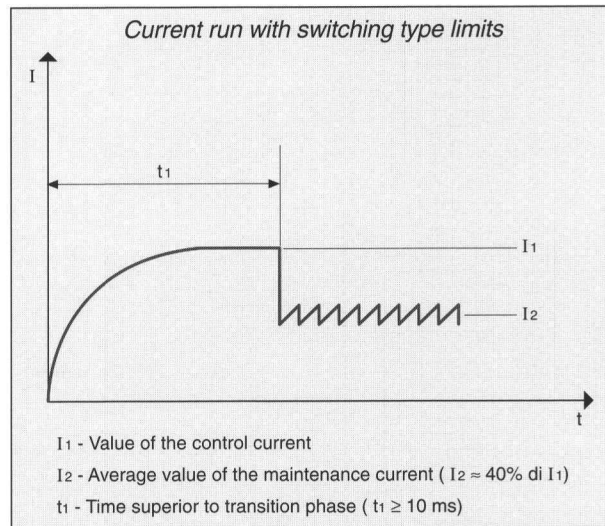 Current run with switching type limits
I
t1
I1
I2
t
I1 - Value of the control current
I2 - Average value of the maintenance current ( I2 ≈ 40% di I1)
t1 - Time superior to transition phase ( t1 ≥ 10 ms)